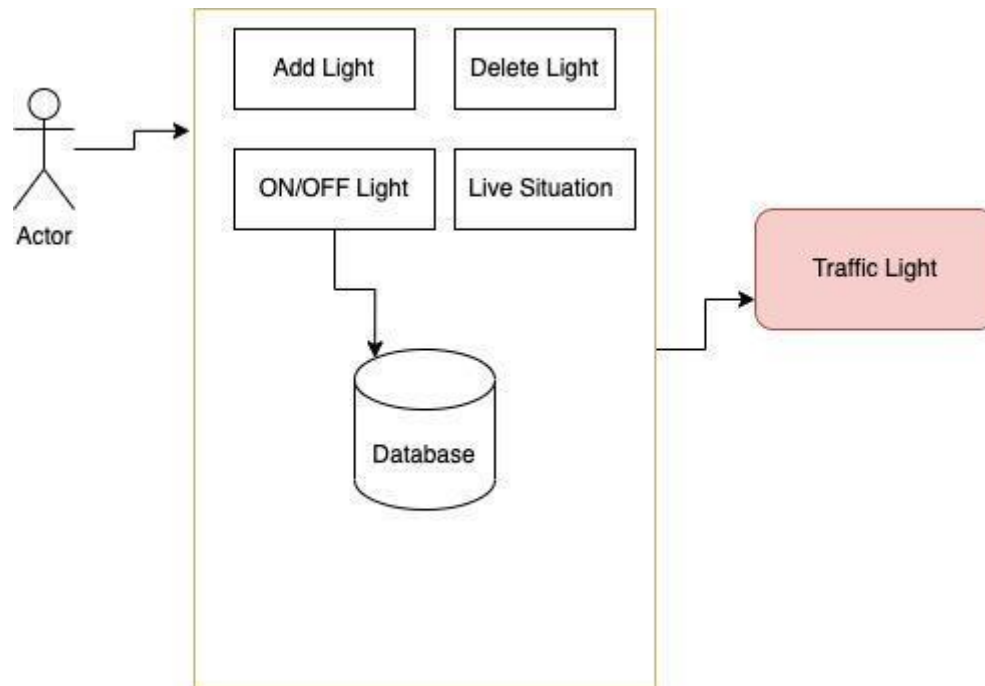 Add Light
Delete Light
ON/OFF Light
Live Situation
Actor
Traffic Light
Database